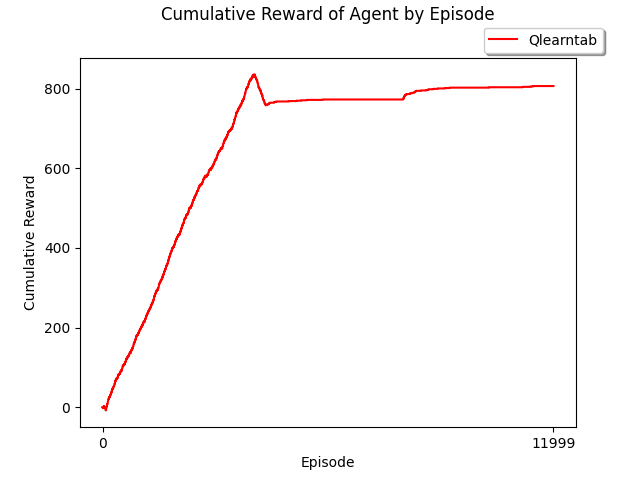 Cumulative Reward of Agent by Episode
Qlearntab
800
600
400
200
0
Cumulative Reward
0
11999
Episode